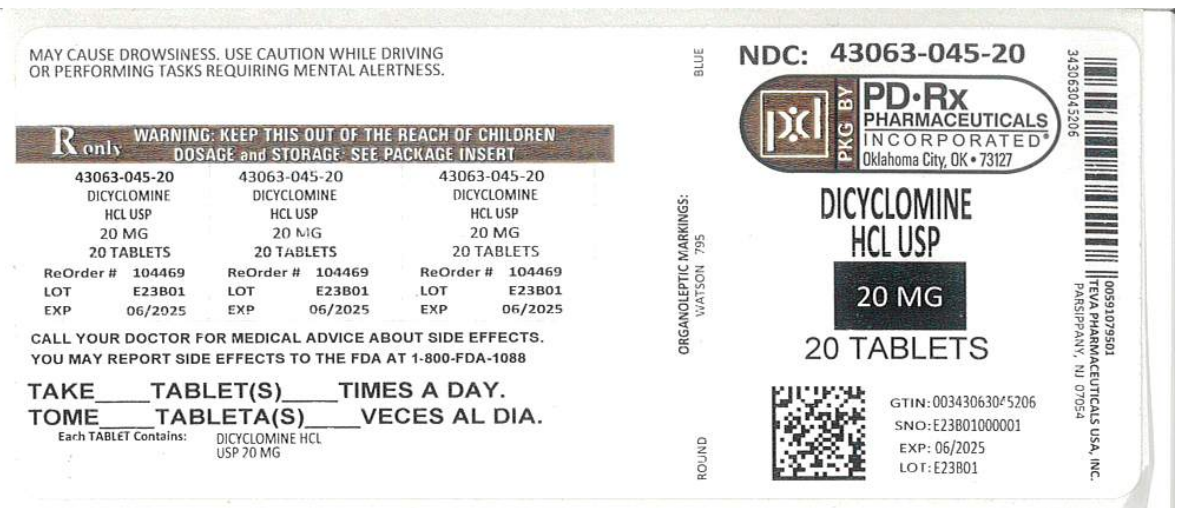 MAY CAUSE DROWSINESS. USE CAUTION WHILE DRIVING
OR PERFORMING TASKS REQUIRING MENTAL ALERTNESS.
R only
WARNING: KEEP THIS OUT OF THE REACH OF CHILDREN
DOSAGE and STORAGE: SEE PACKAGE INSERT
43063-045-20 43063-045-20 43063-045-20
DICYCLOMINE DICYCLOMINE DICYCLOMINE
HCL USP HCL USP HCL USP
20 MG 20 MG 20 MG
20 TABLETS 20 TABLETS 20 TABLETS
ReOrder # 104469 ReOrder # 104469 ReOrder # 104469
LOT E23B01 LOT E23B01 LOT E23B01
EXP 06/2025 EXP 06/2025 EXP 06/2025
CALL YOUR DOCTOR FOR MEDICAL ADVICE ABOUT SIDE EFFECTS.
YOU MAY REPORT SIDE EFFECTS TO THE FDA AT 1-800-FDA-1088
TAKE____TABLET(S)____TIMES A DAY.
TOME____TABLETA(S)____VECES AL DIA.
Each TABLET Contains: DICYCLOMINE HCL
USP 20 MG
BLUE
ORGANOLEPTIC MARKINGS:
WATSON 795
ROUND
NDC: 43063-045-20
PKG BY
PD•Rx
PHARMACEUTICALS
INCORPORATED®
Oklahoma City, OK • 73127
DICYCLOMINE
HCL USP
20 MG
20 TABLETS
GTIN: 00343063045206
SNO: E23B01000001
EXP: 06/2025
LOT: E23B01
343063045206
00591079501
TEVA PHARMACEUTICALS USA, INC.
PARSIPPANY, NJ 07054